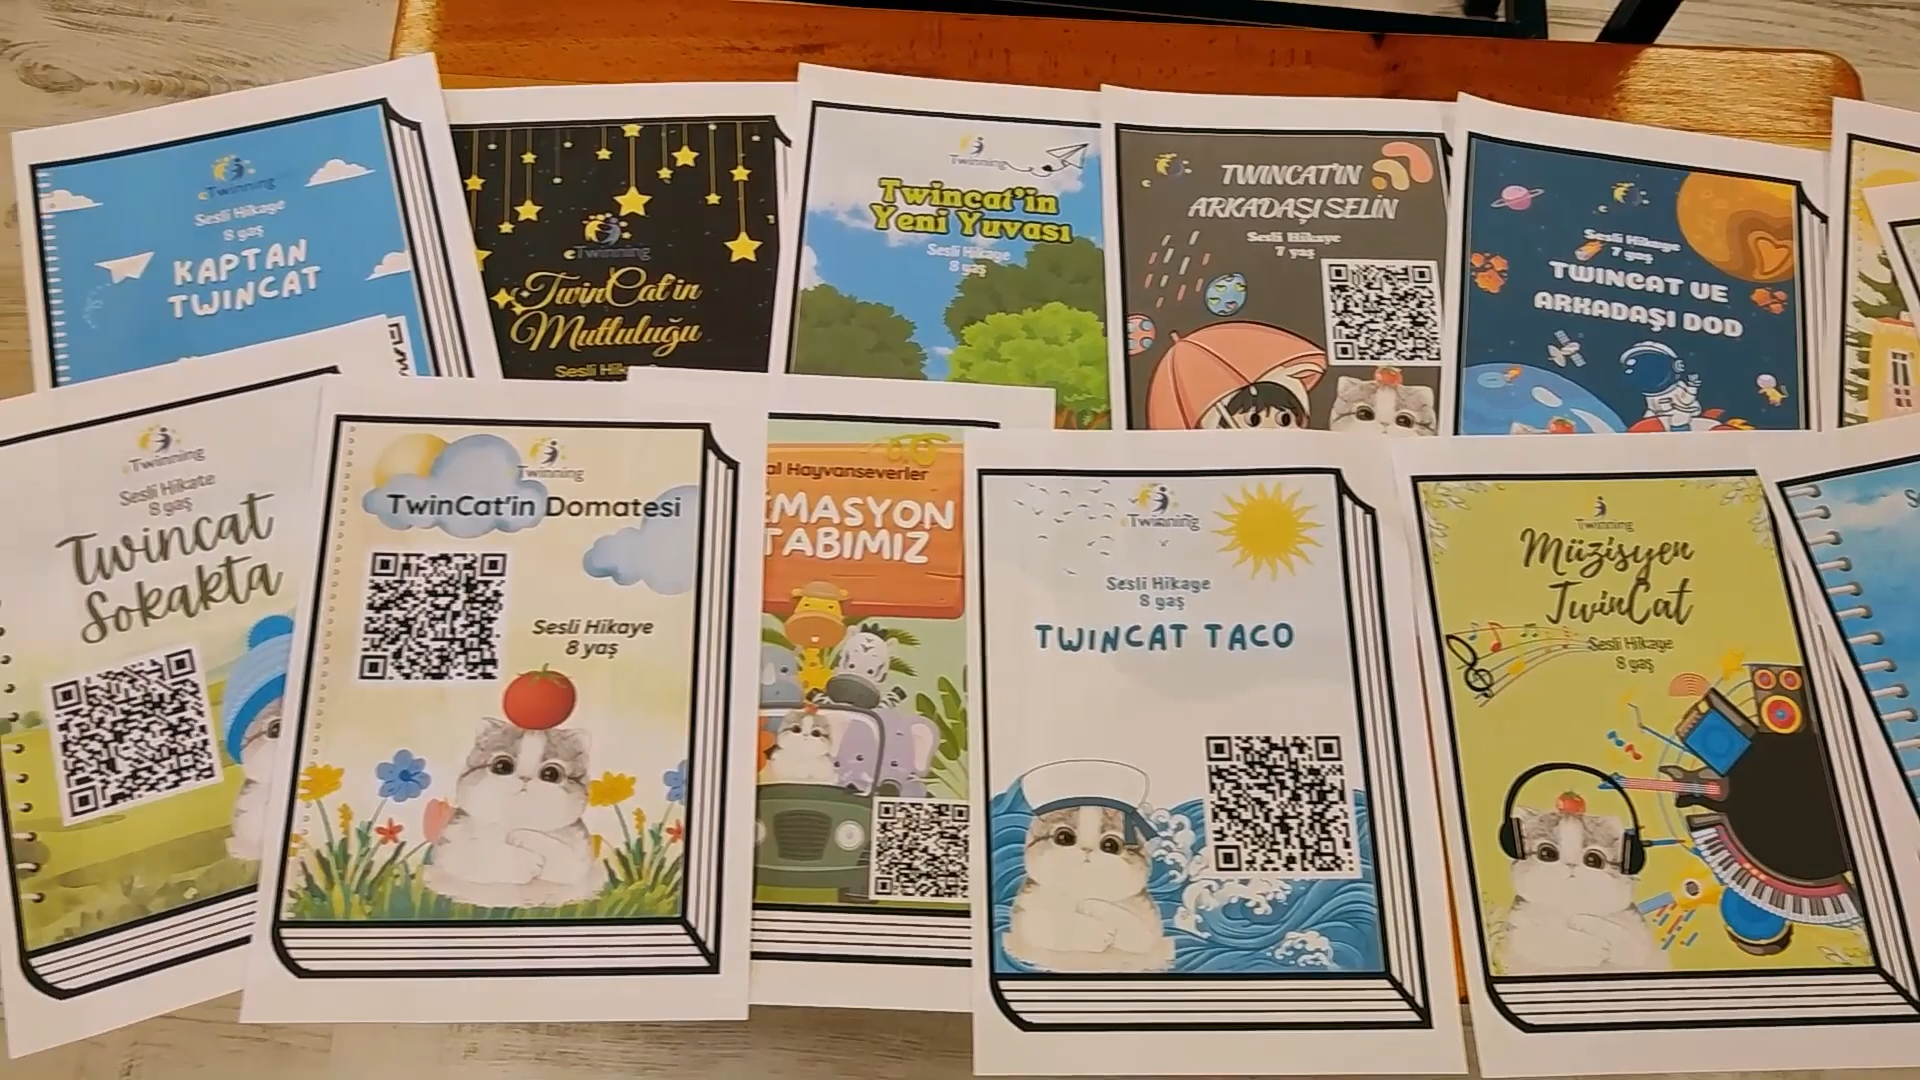 eTwinning
Sesli Hikaye
8 yaş
KAPTAN
TWINCAT
eTwinning
TwinCat'in
Mutluluğu
Sesli
Twinning
Twincat'in
Yeni Yuvası
Sesli Hikaye
8 yaş
TWINCAT'IN
ARKADAŞI SELİN
Sesli Hikaye
7 yaş
Sesli Hikaye
7 yaş
TWINCAT VE
ARKADAŞI DOD
eTwinning
Sesli Hikaye
8 yaş
Twincat
Sokakta
Twinning
TwinCat'in Domatesi
Sesli Hikaye
8 yaş
al Hayvanseverler
MASYON
TABIMIZ
eTwinning
Sesli Hikaye
8 yaş
TWINCAT TACO
Twinning
Müzisyen
TwinCat
Sesli Hikaye
8 yaş